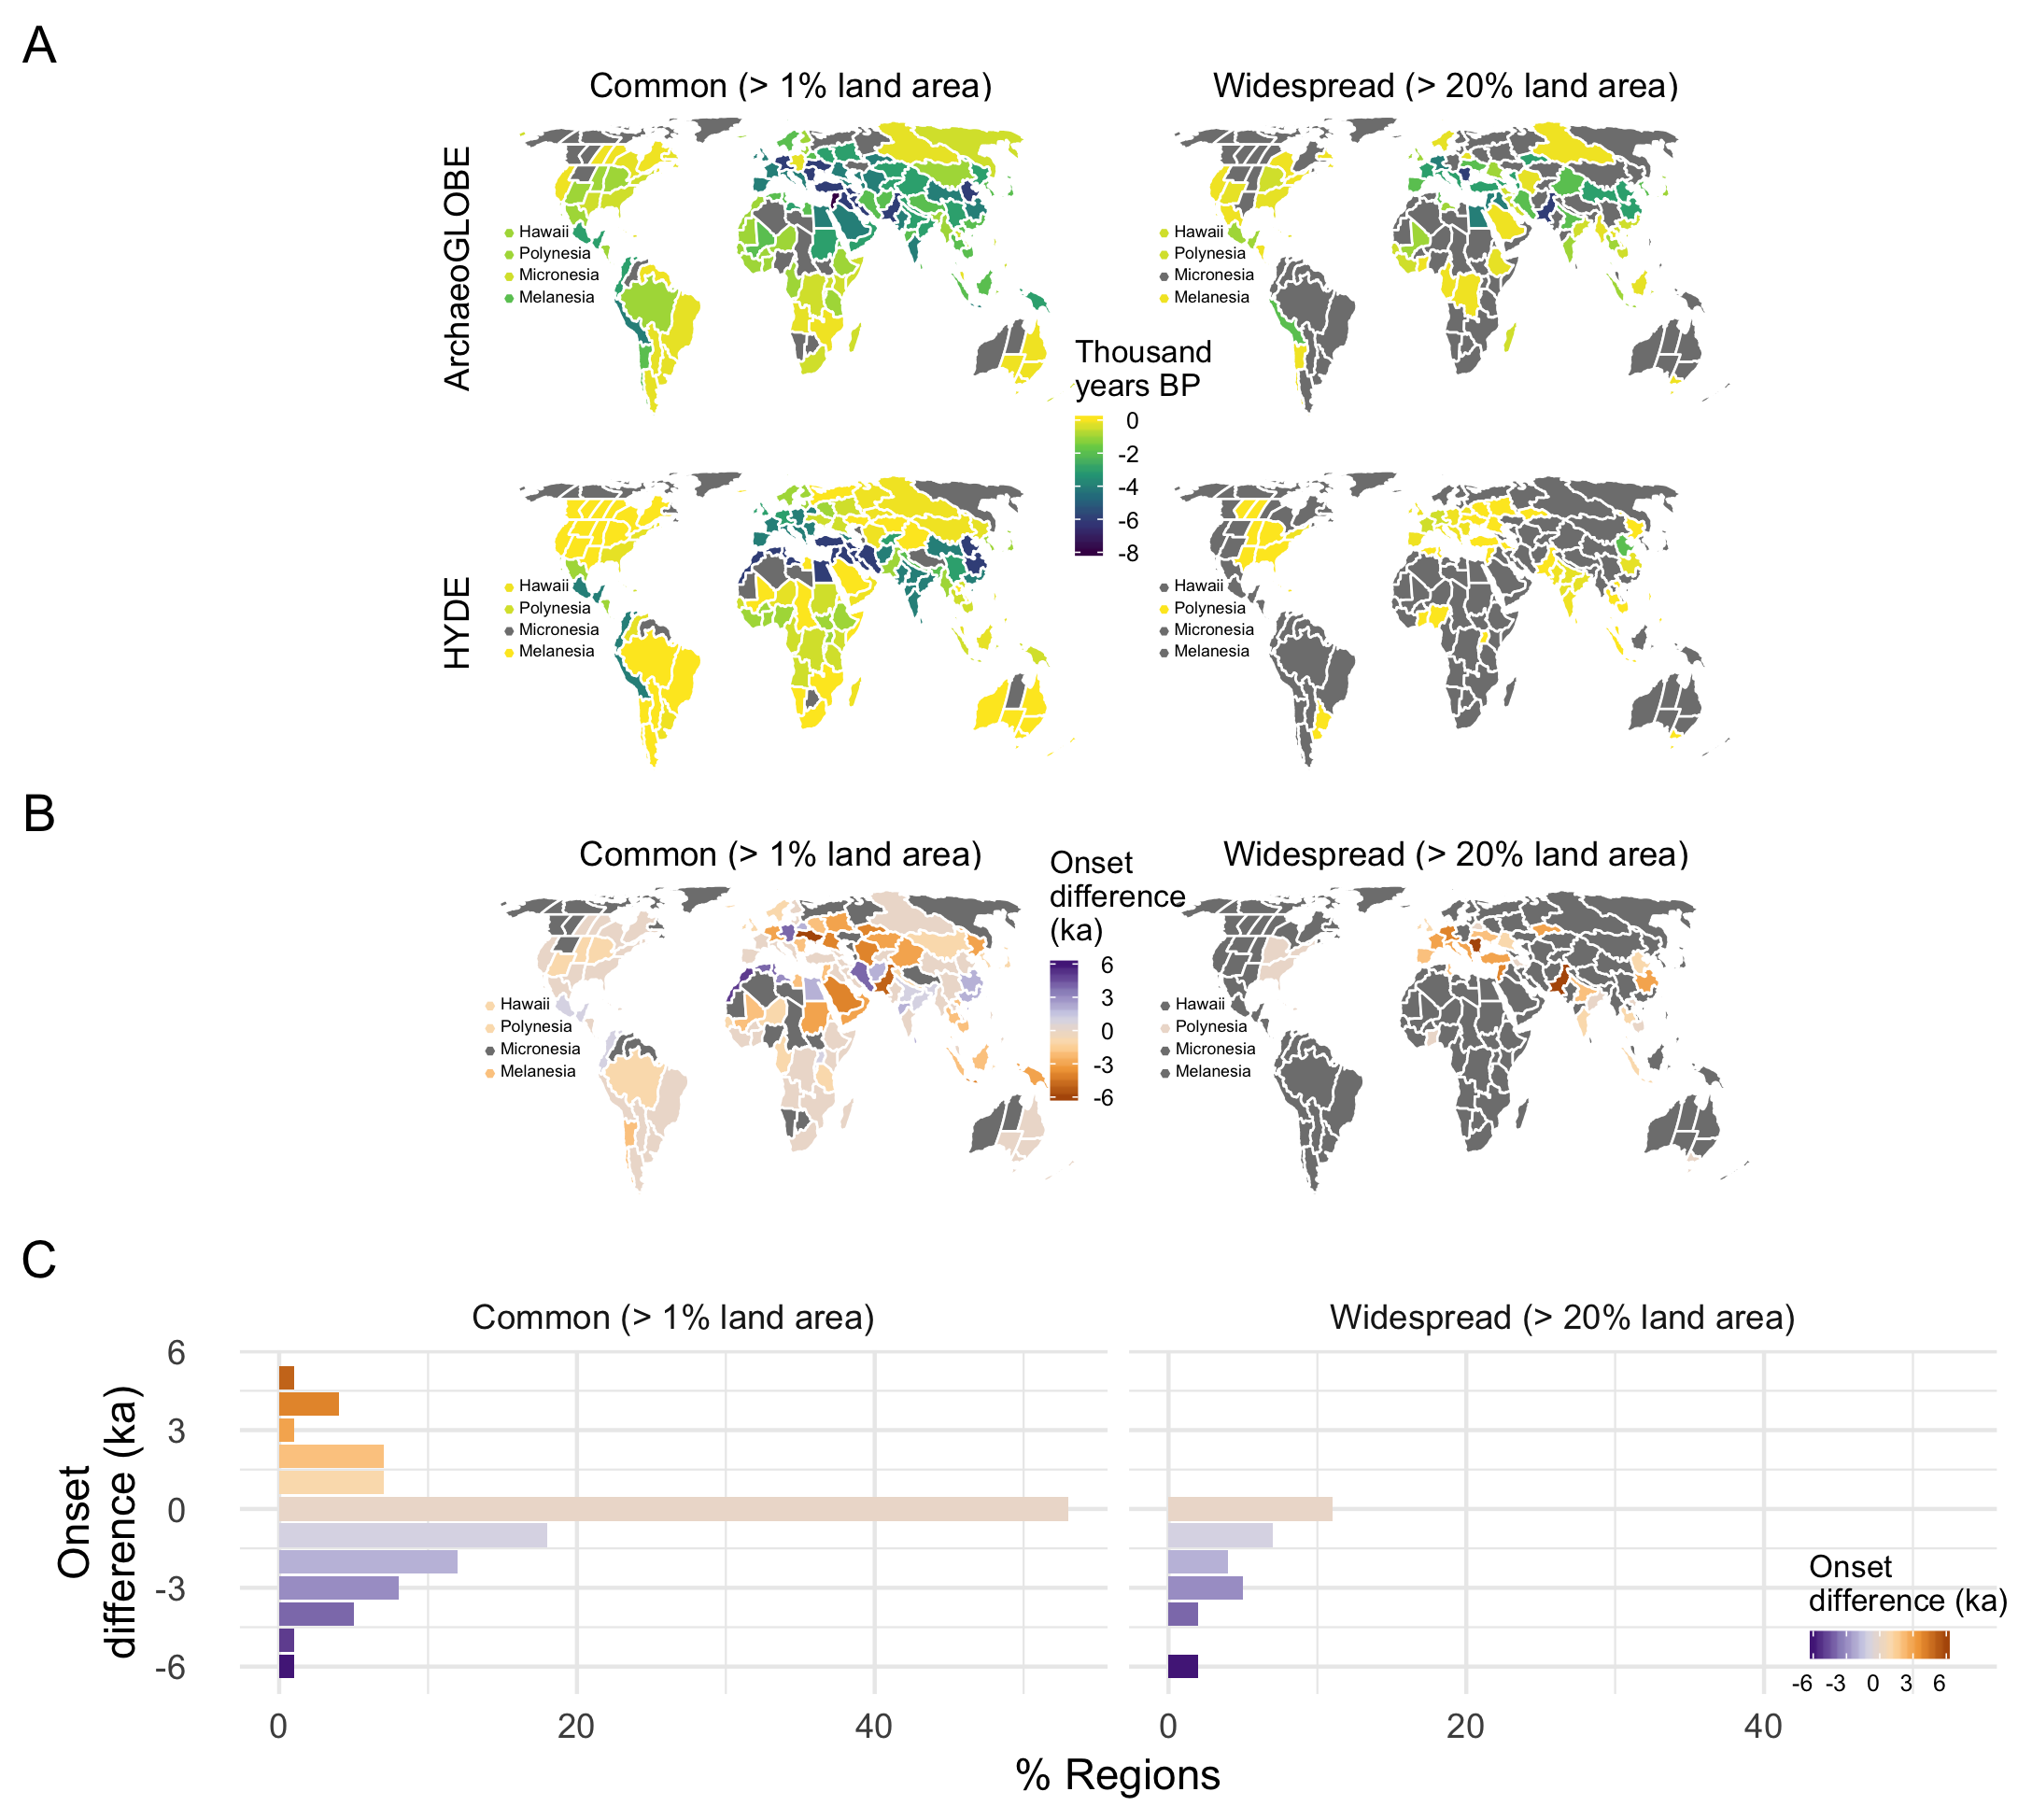 A
Common (> 1% land area)
Widespread (> 20% land area)
ArchaeoGLOBE
Hawaii
Polynesia
Micronesia
Melanesia
Hawaii
Polynesia
Micronesia
Melanesia
Thousand
years BP
0
-2
-4
-6
-8
HYDE
Hawaii
Polynesia
Micronesia
Melanesia
Hawaii
Polynesia
Micronesia
Melanesia
B
Common (> 1% land area)
Widespread (> 20% land area)
Onset
difference
(ka)
6
3
0
-3
-6
Hawaii
Polynesia
Micronesia
Melanesia
Hawaii
Polynesia
Micronesia
Melanesia
C
Common (> 1% land area)
Widespread (> 20% land area)
Onset
difference (ka)
6
3
0
-3
-6
Onset
difference (ka)
-6 -3 0 3 6
0 20 40
0 20 40
% Regions